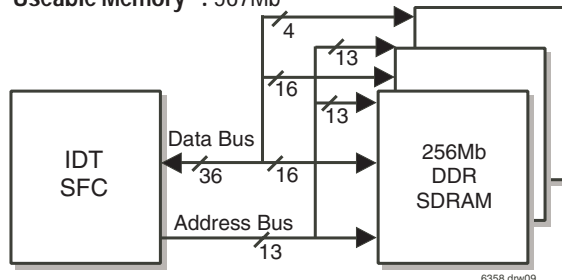 Useable Memory : 567Mb
4
13
16
13
Data Bus
36
16
IDT
SFC
256Mb
DDR
SDRAM
Address Bus
13
6358 drw09